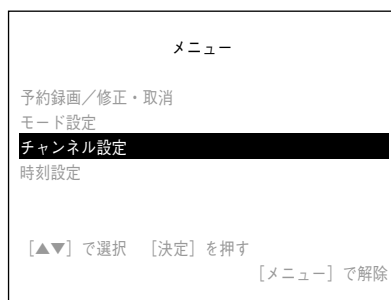 メニュー
予約録画／修正・取消
モード設定
チャンネル設定
時刻設定
［▲▼］で選択　［決定］を押す
［メニュー］で解除